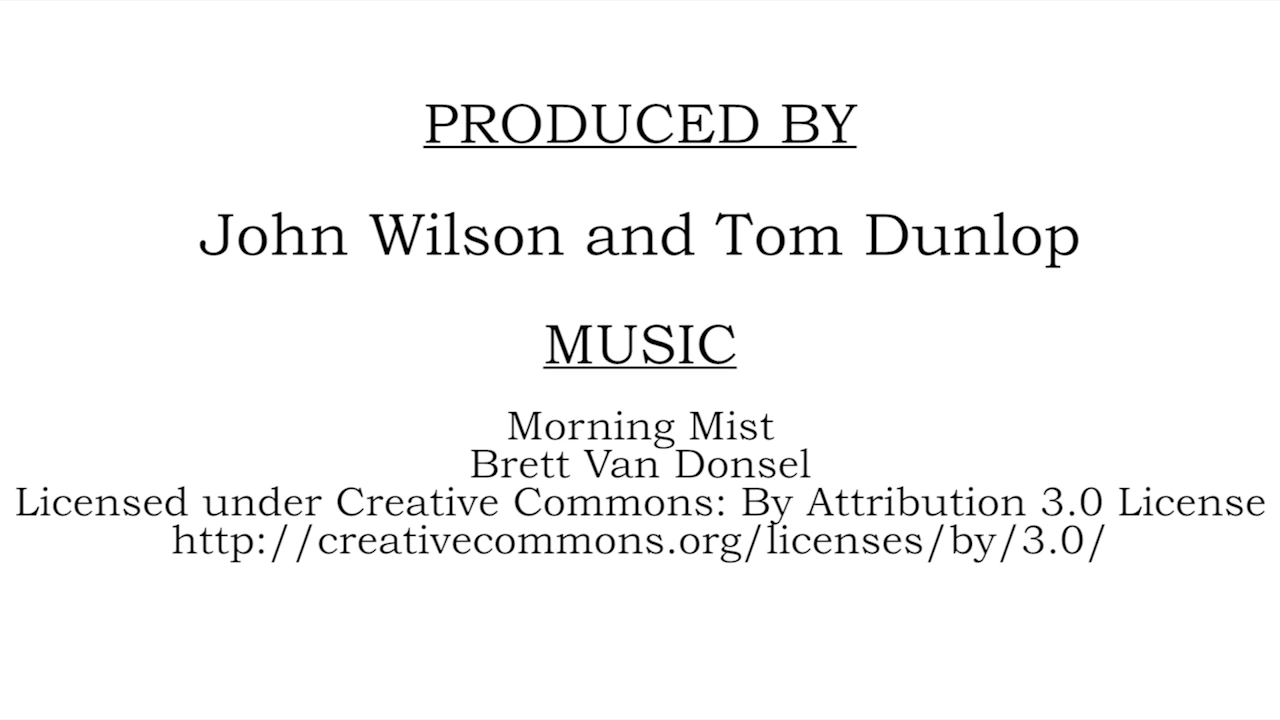 PRODUCED BY
John Wilson and Tom Dunlop
MUSIC
Morning Mist
Brett Van Donsel
Licensed under Creative Commons: By Attribution 3.0 License
http://creativecommons.org/licenses/by/3.0/